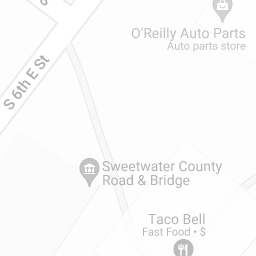 O'Reilly Auto Parts
Auto parts store
S 6th E St
Sweetwater County
Road & Bridge
Taco Bell
Fast Food • $